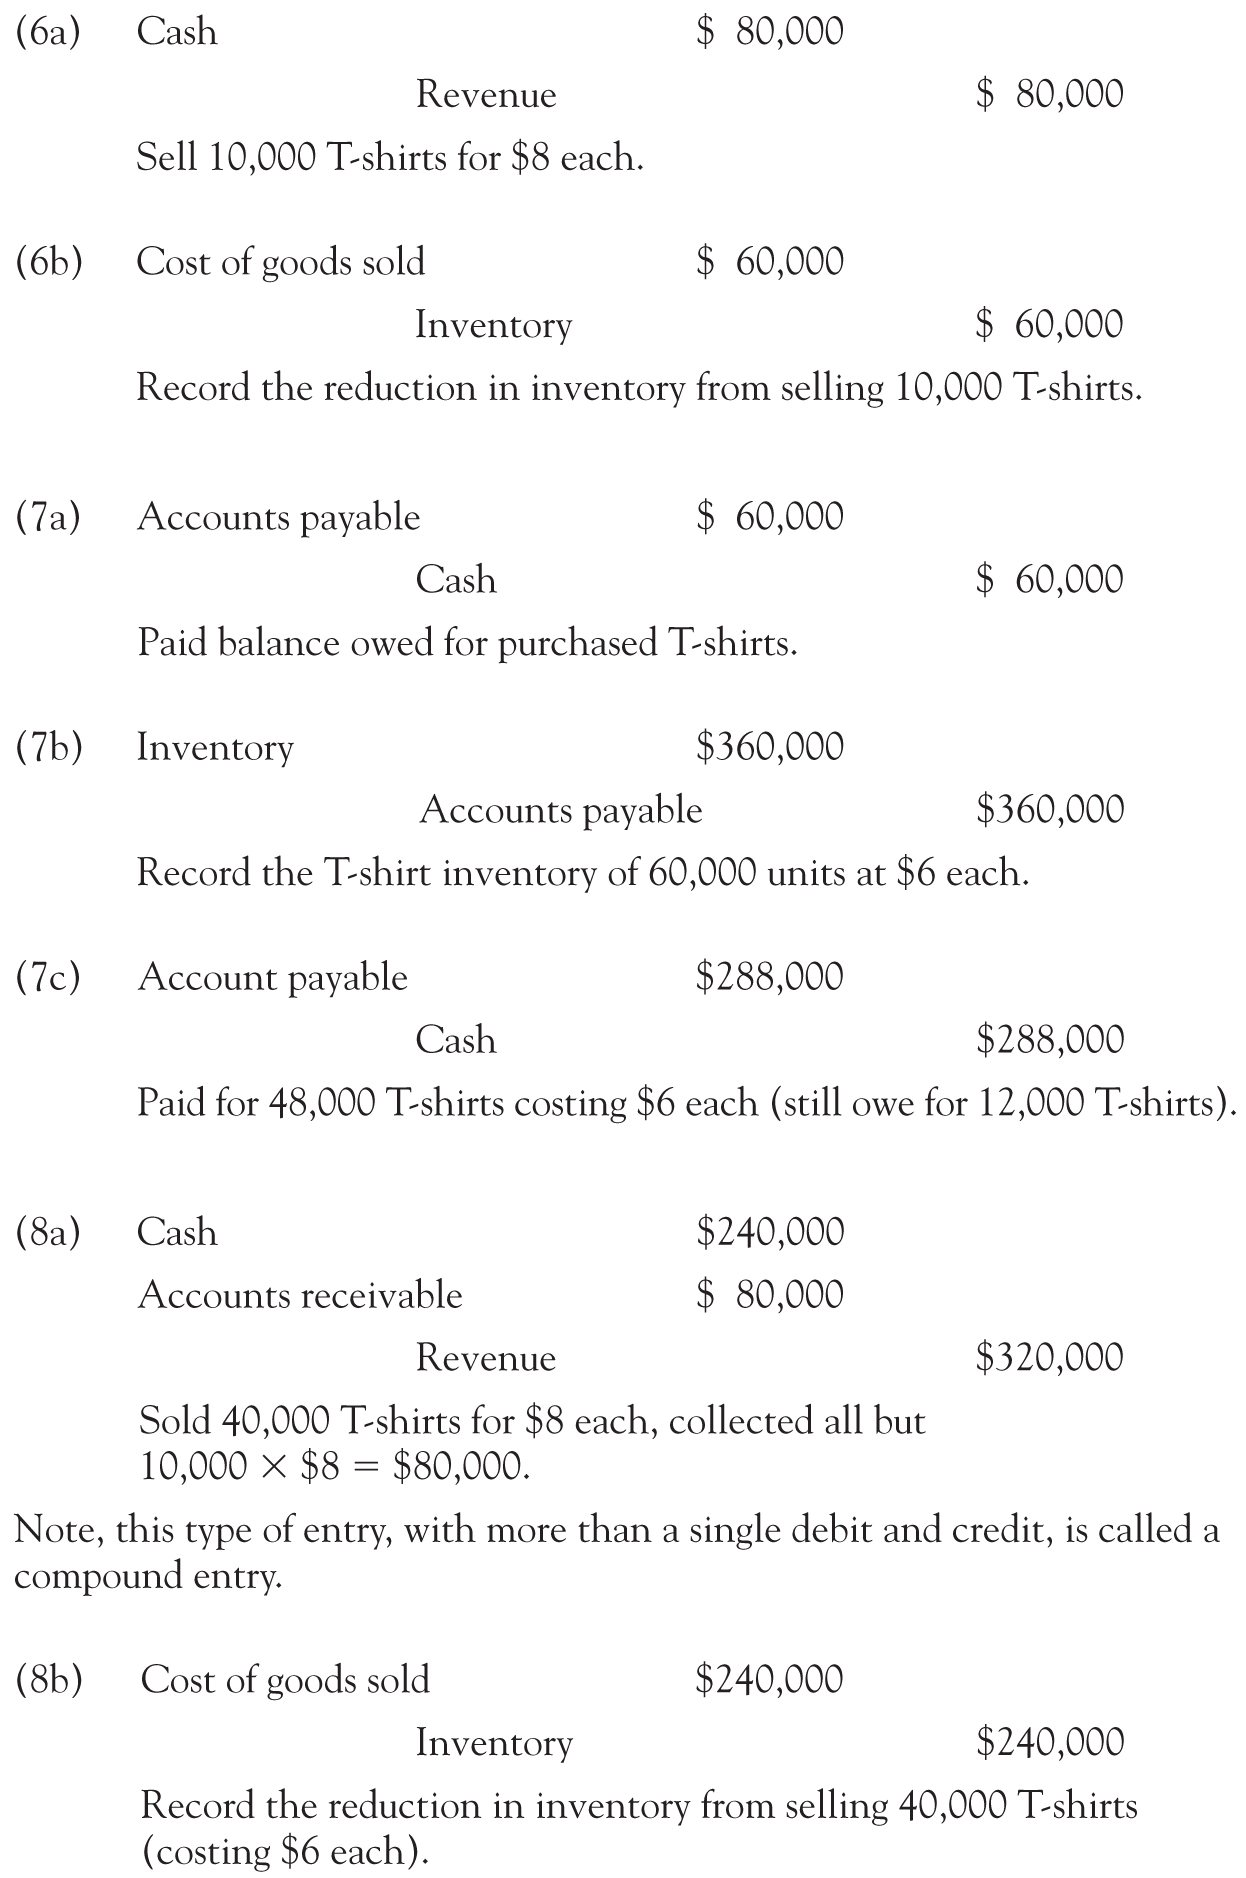 (6a) Cash $ 80,000
Revenue $ 80,000
Sell 10,000 T-shirts for $8 each.
(6b) Cost of goods sold $ 60,000
Inventory $ 60,000
Record the reduction in inventory from selling 10,000 T-shirts.
(7a) Accounts payable $ 60,000
Cash $ 60,000
Paid balance owed for purchased T-shirts.
(7b) Inventory $360,000
Accounts payable $360,000
Record the T-shirt inventory of 60,000 units at $6 each.
(7c) Account payable $288,000
Cash $288,000
Paid for 48,000 T-shirts costing $6 each (still owe for 12,000 T-shirts).
(8a) Cash $240,000
Accounts receivable $ 80,000
Revenue $320,000
Sold 40,000 T-shirts for $8 each, collected all but
10,000 × $8 = $80,000.
Note, this type of entry, with more than a single debit and credit, is called a
compound entry.
(8b) Cost of goods sold $240,000
Inventory $240,000
Record the reduction in inventory from selling 40,000 T-shirts
(costing $6 each).